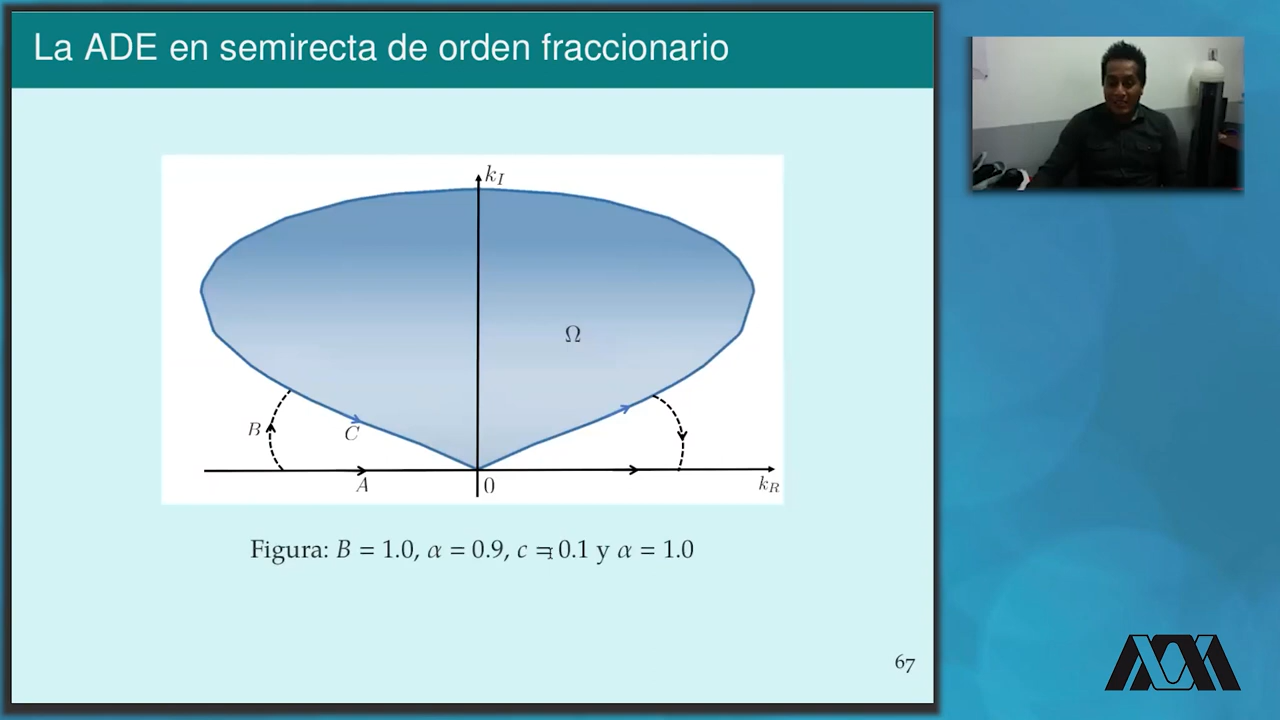 La ADE en semirecta de orden fraccionario
k_I
Ω
B
C
A
0
k_R
Figura: B = 1.0, α = 0.9, c = 0.1 y α = 1.0
67